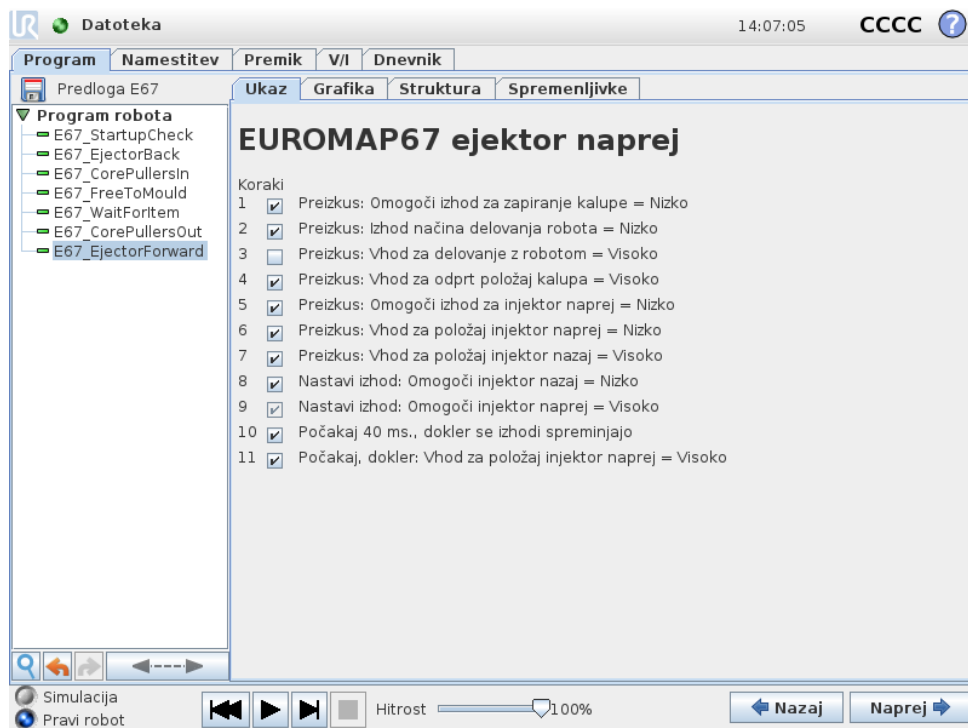 UR Datoteka 14:07:05 CCCC ?
Program Namestitev Premik V/I Dnevnik
Predloga E67
Ukaz Grafika Struktura Spremenljivke
Program robota
E67_StartupCheck
E67_EjectorBack
E67_CorePullersIn
E67_FreeToMould
E67_WaitForItem
E67_CorePullersOut
E67_EjectorForward
EUROMAP67 ejektor naprej
Koraki
1 Preizkus: Omogoči izhod za zapiranje kalupe = Nizko
2 Preizkus: Izhod načina delovanja robota = Nizko
3 Preizkus: Vhod za delovanje z robotom = Visoko
4 Preizkus: Vhod za odprt položaj kalupa = Visoko
5 Preizkus: Omogoči izhod za injektor naprej = Nizko
6 Preizkus: Vhod za položaj injektor naprej = Nizko
7 Preizkus: Vhod za položaj injektor nazaj = Visoko
8 Nastavi izhod: Omogoči injektor nazaj = Nizko
9 Nastavi izhod: Omogoči injektor naprej = Visoko
10 Počakaj 40 ms., dokler se izhodi spreminjajo
11 Počakaj, dokler: Vhod za položaj injektor naprej = Visoko
Simulacija
Pravi robot
Hitrost 100%
Nazaj Naprej